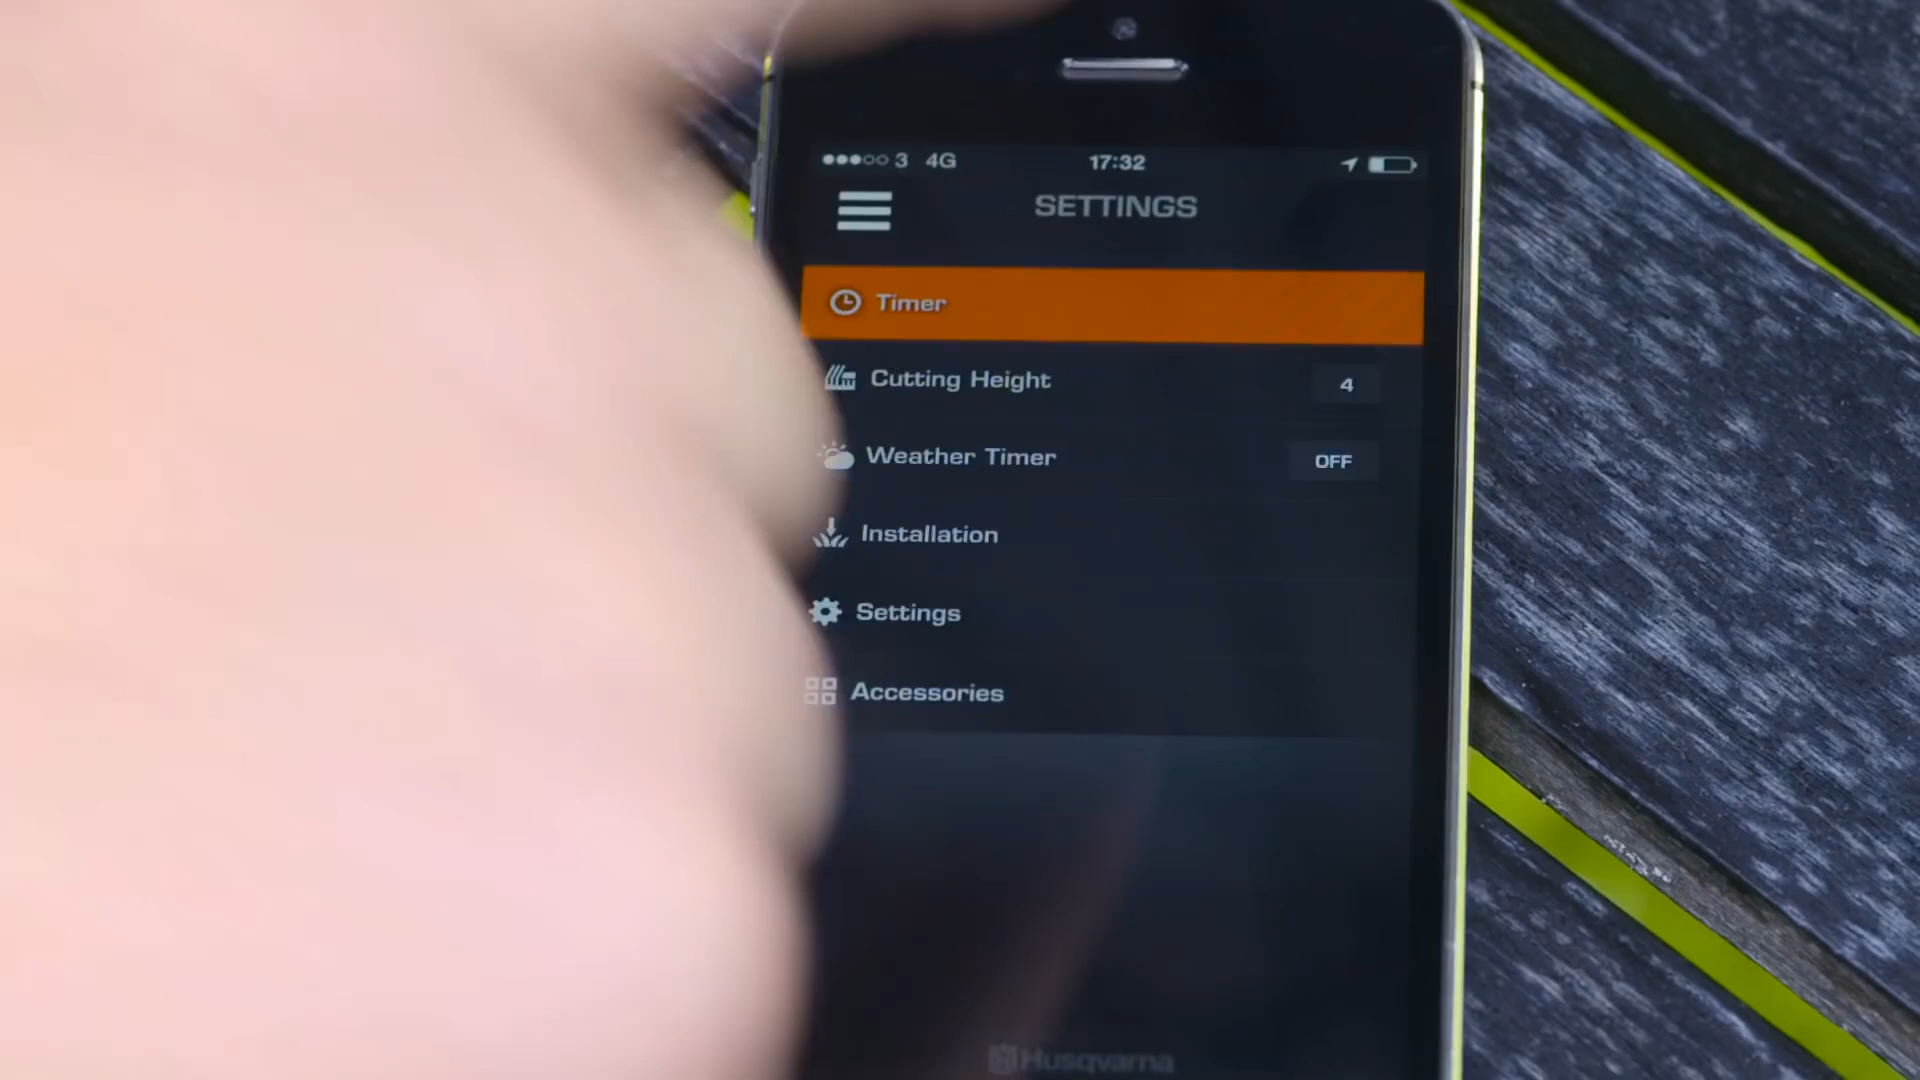 3 4G 17:32
SETTINGS
Timer
Cutting Height 4
Weather Timer OFF
Installation
Settings
Accessories
Husqvarna